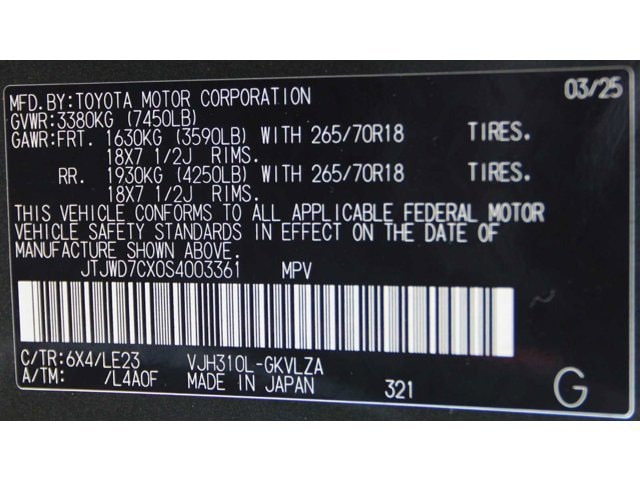 MFD.BY:TOYOTA MOTOR CORPORATION 03/25
GVWR:3380KG (7450LB)
GAWR:FRT. 1630KG (3590LB) WITH 265/70R18 TIRES.
18X7 1/2J RIMS.
RR. 1930KG (4250LB) WITH 265/70R18 TIRES.
18X7 1/2J RIMS.
THIS VEHICLE CONFORMS TO ALL APPLICABLE FEDERAL MOTOR
VEHICLE SAFETY STANDARDS IN EFFECT ON THE DATE OF
MANUFACTURE SHOWN ABOVE.
JTJWD7CX0S4003361 MPV
C/TR:6X4/LE23 VJH310L-GKVLZA
A/TM: /L4A0F MADE IN JAPAN 321 G